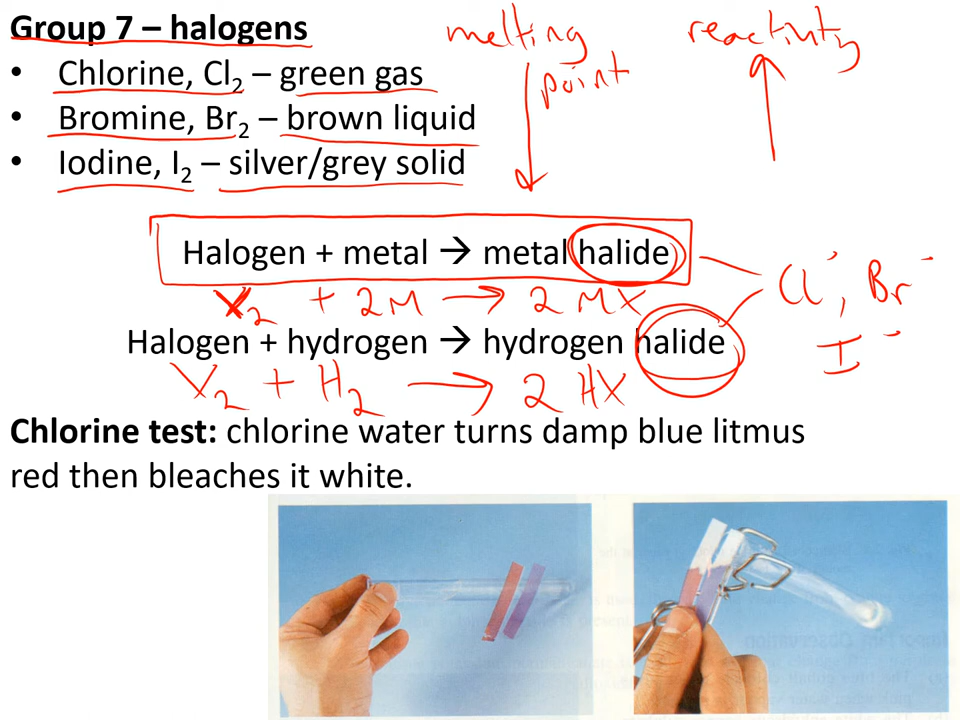 Group 7 – halogens
melting point
reactivity
• Chlorine, Cl₂ – green gas
• Bromine, Br₂ – brown liquid
• Iodine, I₂ – silver/grey solid
Halogen + metal → metal halide
X₂ + 2M → 2MX
Cl⁻, Br⁻
I⁻
Halogen + hydrogen → hydrogen halide
X₂ + H₂ → 2HX
Chlorine test: chlorine water turns damp blue litmus
red then bleaches it white.